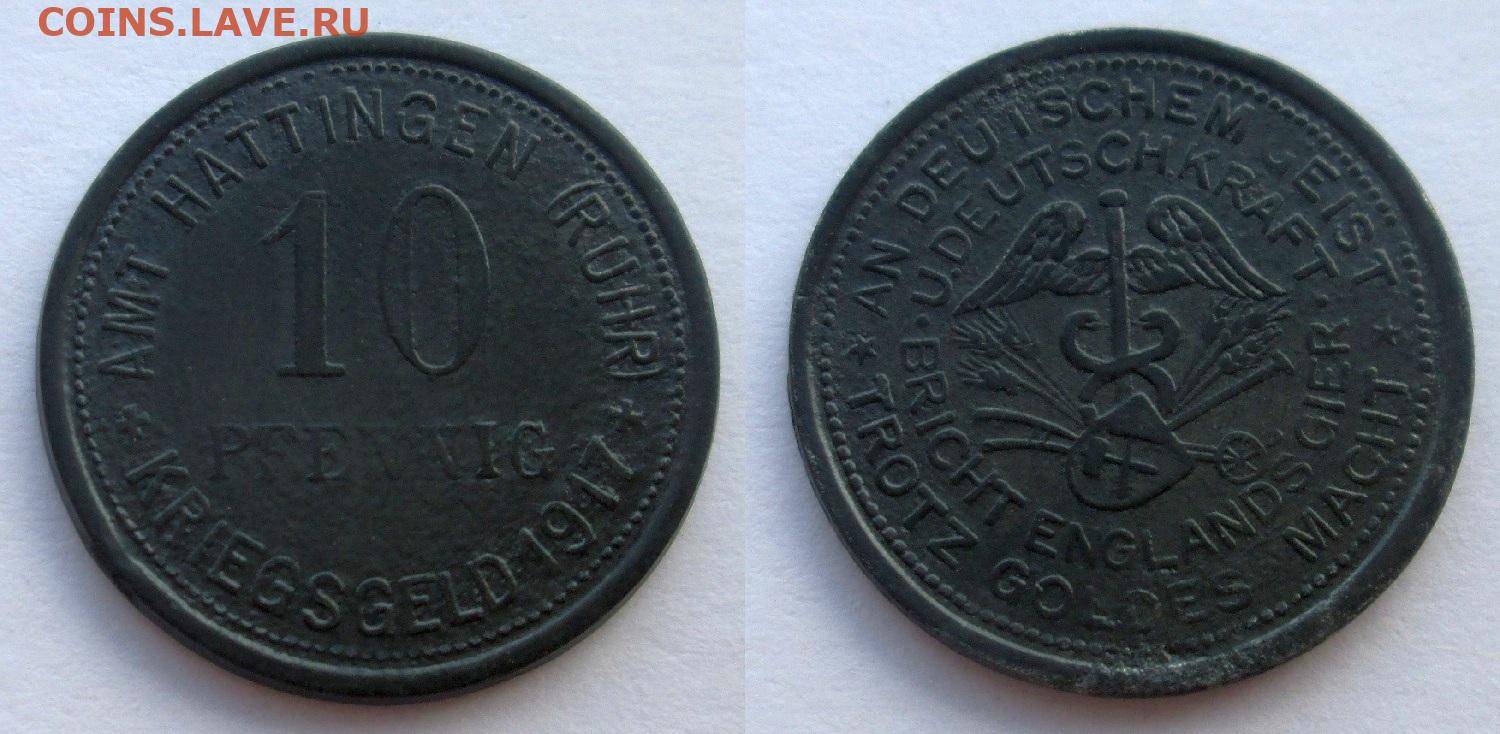 COINS.LAVE.RU
AMT HATTINGEN (RUHR)
10
PFENNIG
* KRIEGSGELD·1917 *
AN DEUTSCHEM GEIST
U.DEUTSCH.KRAFT
· BRICHT ENGLANDS GIER ·
* TROTZ GOLDES MACHT *